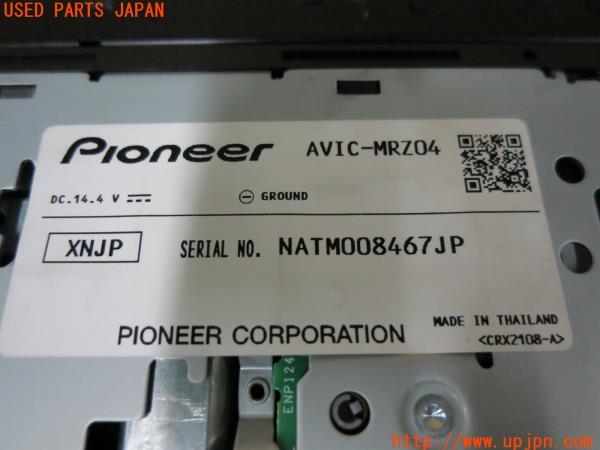 USED PARTS JAPAN
Pioneer
AVIC-MRZ04
DC.14.4 V
⊖ GROUND
XNJP
SERIAL NO. NATM008467JP
PIONEER CORPORATION
MADE IN THAILAND
<CRX2108-A>
ENP124
http://www.upjpn.com/